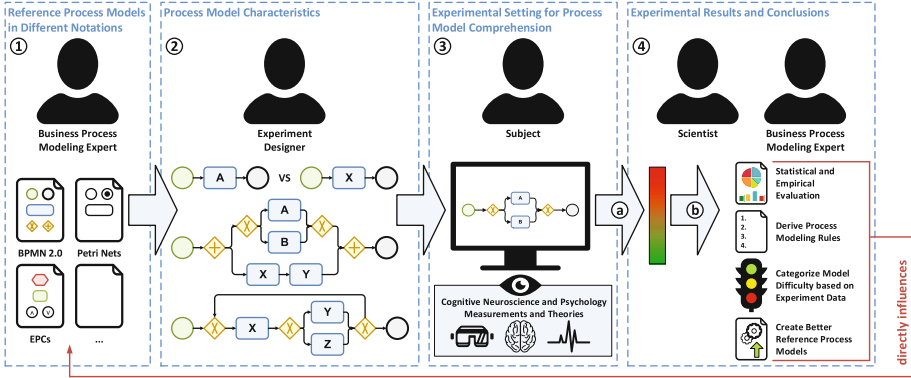 Reference Process Models
in Different Notations
1
Business Process
Modeling Expert
BPMN 2.0
Petri Nets
EPCs
...
Process Model Characteristics
2
Experiment
Designer
A
VS
X
A
B
X
Y
X
Y
Z
Experimental Setting for Process
Model Comprehension
3
Subject
A
B
Cognitive Neuroscience and Psychology
Measurements and Theories
a
Experimental Results and Conclusions
4
Scientist
Business Process
Modeling Expert
b
1.
2.
3.
4.
Statistical and
Empirical
Evaluation
Derive Process
Modeling Rules
Categorize Model
Difficulty based on
Experiment Data
Create Better
Reference Process
Models
directly influences